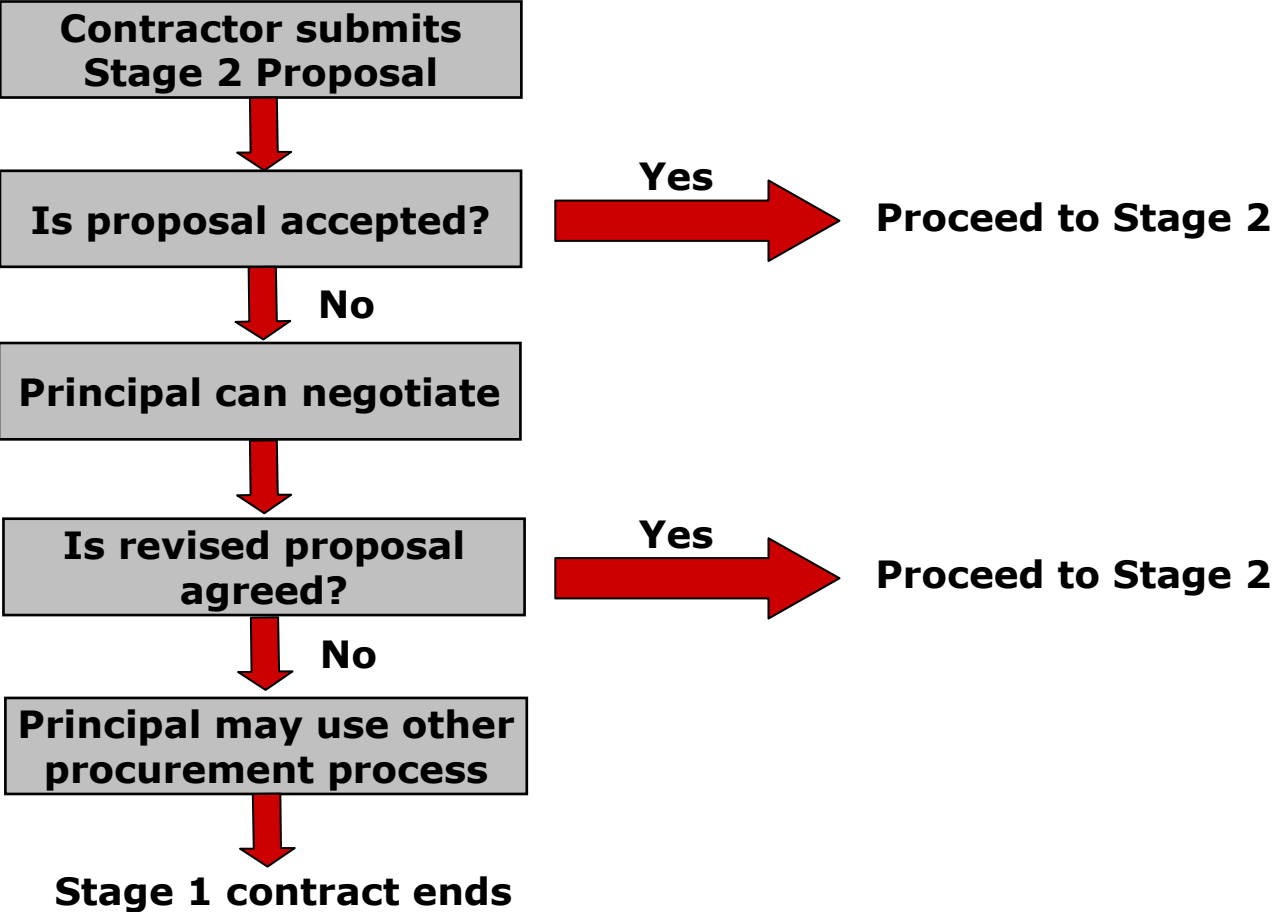 Contractor submits
Stage 2 Proposal
Is proposal accepted?
Yes
Proceed to Stage 2
No
Principal can negotiate
Is revised proposal
agreed?
Yes
Proceed to Stage 2
No
Principal may use other
procurement process
Stage 1 contract ends